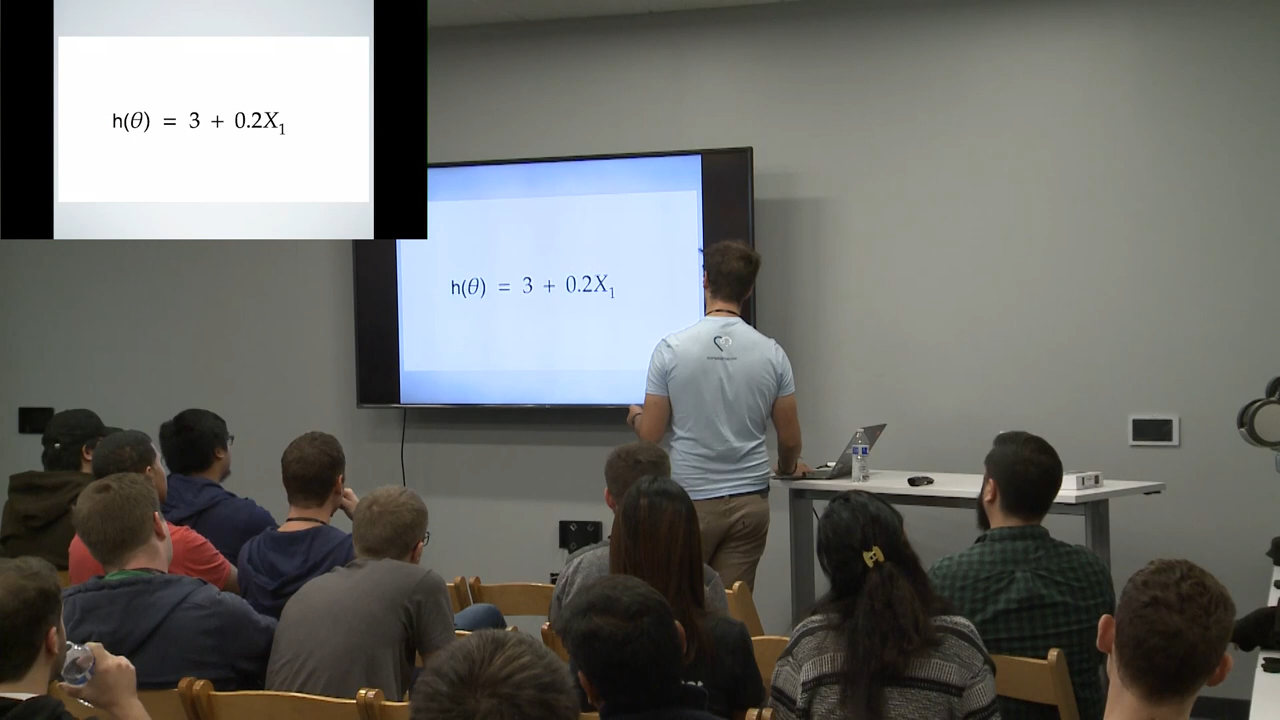 h(θ) = 3 + 0.2X₁
h(θ) = 3 + 0.2X₁